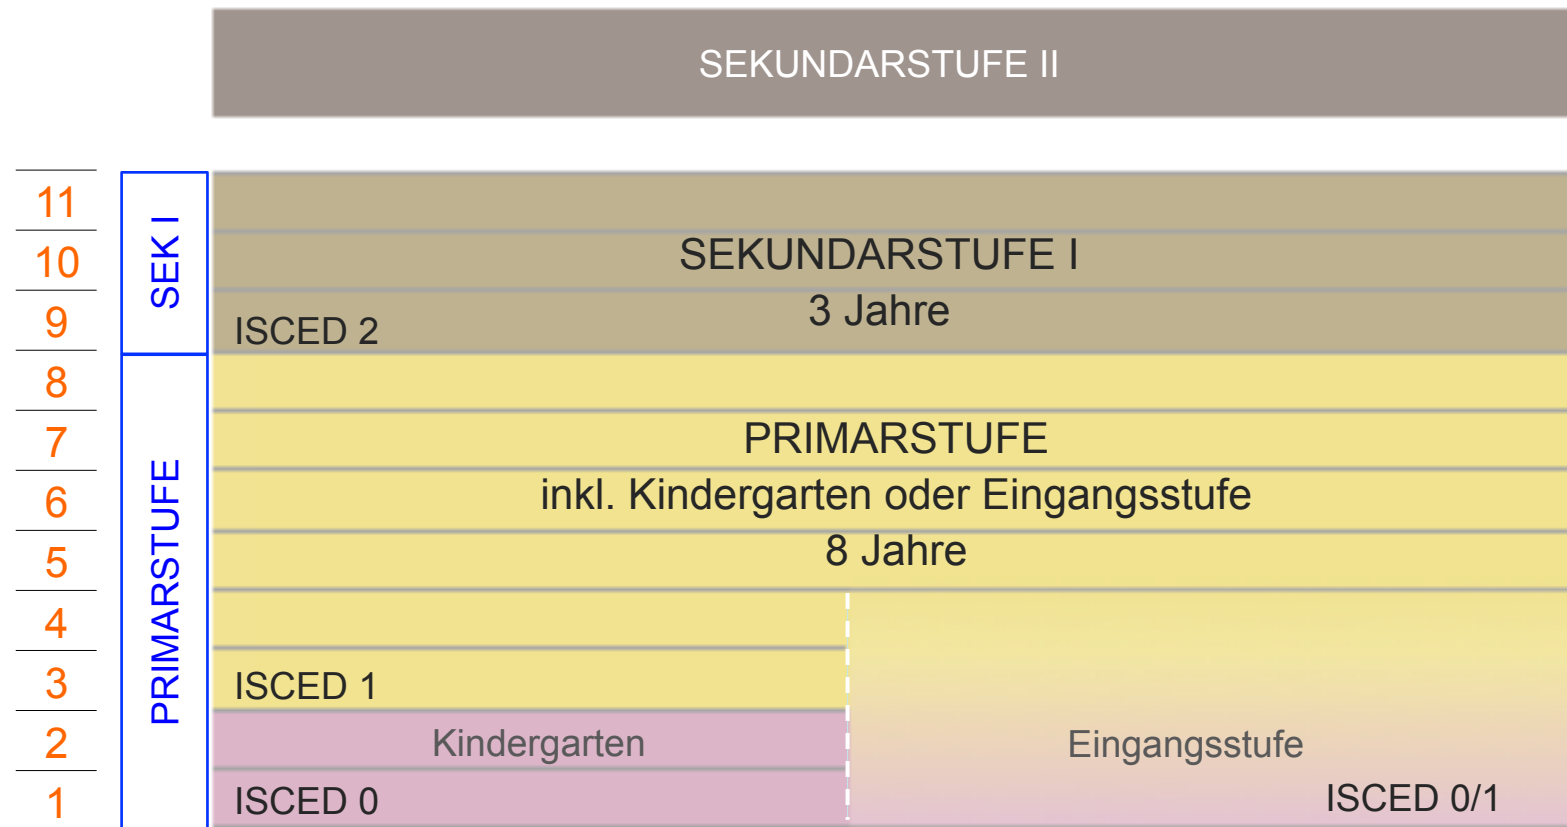 SEKUNDARSTUFE II
11
10
9
8
7
6
5
4
3
2
1
SEK I
PRIMARSTUFE
SEKUNDARSTUFE I
3 Jahre
ISCED 2
PRIMARSTUFE
inkl. Kindergarten oder Eingangsstufe
8 Jahre
ISCED 1
Kindergarten
ISCED 0
Eingangsstufe
ISCED 0/1